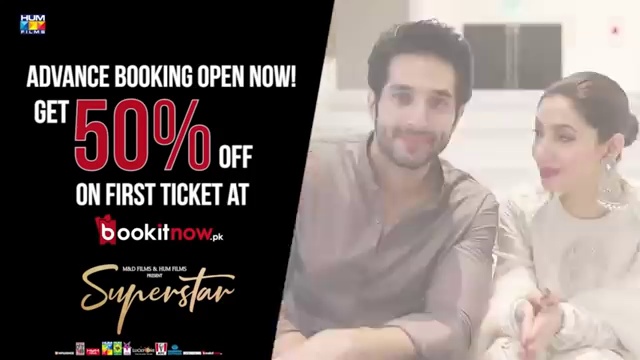 HUM
FILMS
ADVANCE BOOKING OPEN NOW!
GET 50% OFF
ON FIRST TICKET AT
bookitnow.pk
M&D FILMS & HUM FILMS
PRESENT
Superstar